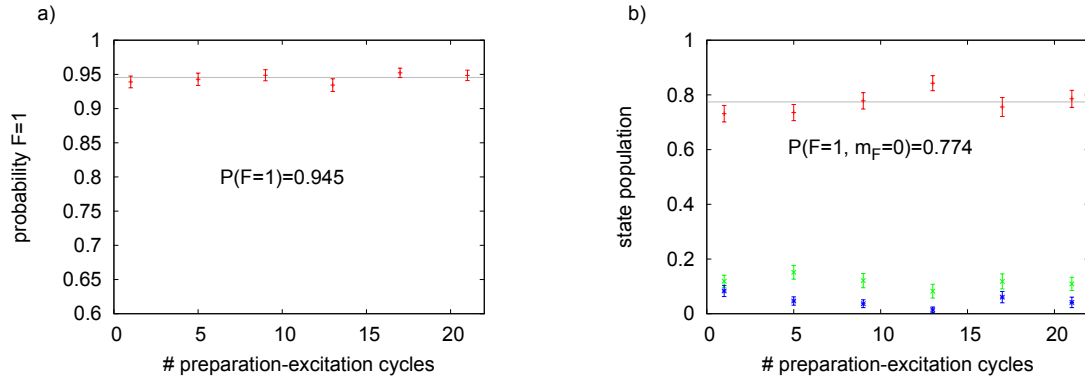 a)
1
0.95
0.9
0.85
0.8
0.75
0.7
0.65
0.6
probability F=1
P(F=1)=0.945
0 5 10 15 20
# preparation-excitation cycles
b)
1
0.8
0.6
0.4
0.2
0
state population
P(F=1, m_F=0)=0.774
0 5 10 15 20
# preparation-excitation cycles